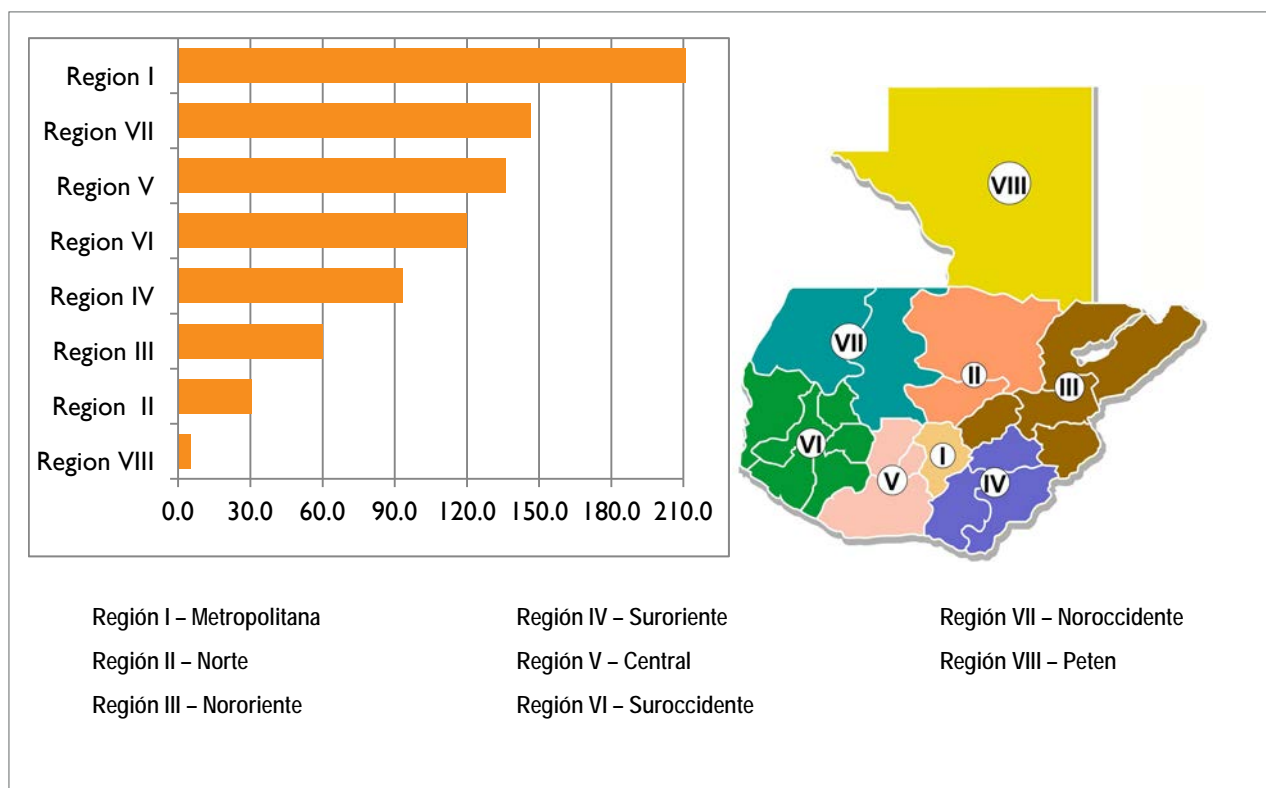 Region I
Region VII
Region V
Region VI
Region IV
Region III
Region II
Region VIII
0.0 30.0 60.0 90.0 120.0 150.0 180.0 210.0
VIII
VII
II
III
VI
I
V
IV
Región I – Metropolitana
Región IV – Suroriente
Región VII – Noroccidente
Región II – Norte
Región V – Central
Región VIII – Peten
Región III – Nororiente
Región VI – Suroccidente